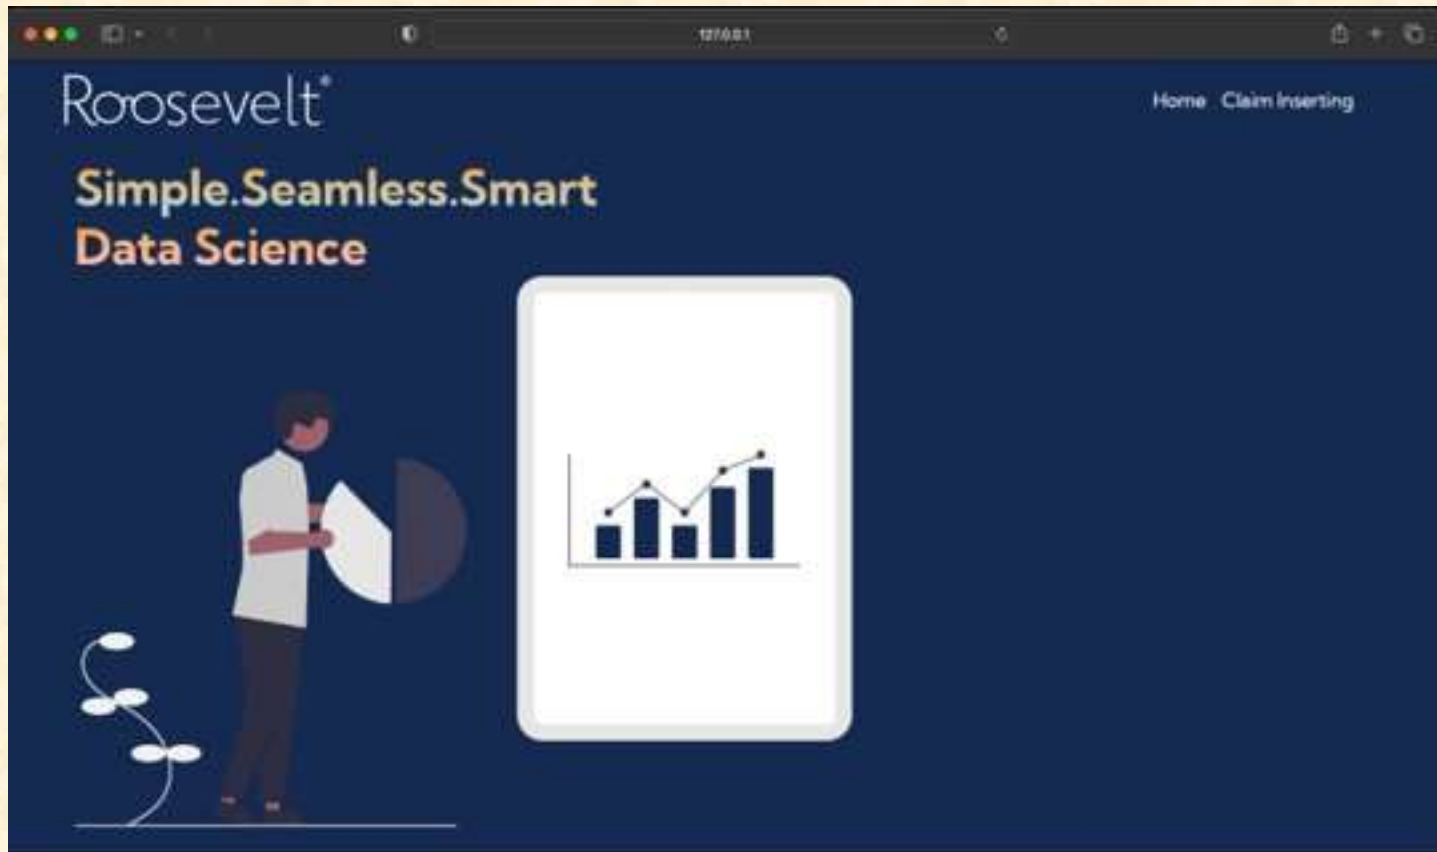 127.0.0.1
Roosevelt®
Home Claim Inserting
Simple.Seamless.Smart
Data Science